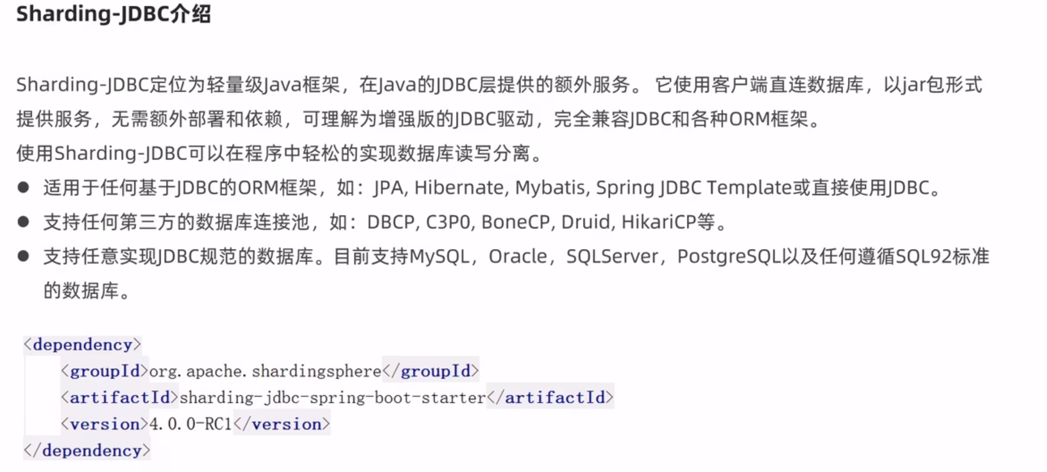 Sharding-JDBC介绍
Sharding-JDBC定位为轻量级Java框架，在Java的JDBC层提供的额外服务。 它使用客户端直连数据库，以jar包形式
提供服务，无需额外部署和依赖，可理解为增强版的JDBC驱动，完全兼容JDBC和各种ORM框架。
使用Sharding-JDBC可以在程序中轻松的实现数据库读写分离。
● 适用于任何基于JDBC的ORM框架，如：JPA, Hibernate, Mybatis, Spring JDBC Template或直接使用JDBC。
● 支持任何第三方的数据库连接池，如：DBCP, C3P0, BoneCP, Druid, HikariCP等。
● 支持任意实现JDBC规范的数据库。目前支持MySQL，Oracle，SQLServer，PostgreSQL以及任何遵循SQL92标准
的数据库。
<dependency>
<groupId>org.apache.shardingsphere</groupId>
<artifactId>sharding-jdbc-spring-boot-starter</artifactId>
<version>4.0.0-RC1</version>
</dependency>